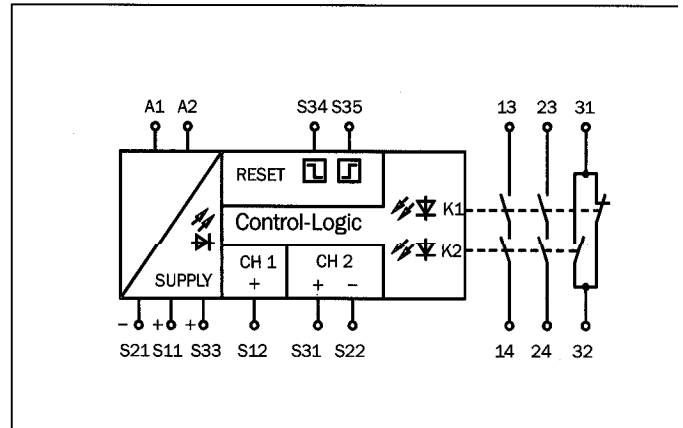 A1 A2 S34 S35 13 23 31
RESET
K1
Control-Logic
K2
CH 1 CH 2
SUPPLY + + −
− + +
S21 S11 S33 S12 S31 S22 14 24 32